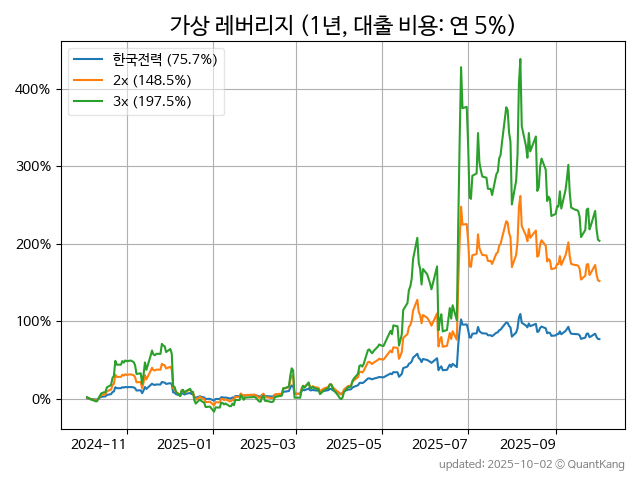 가상 레버리지 (1년, 대출 비용: 연 5%)
한국전력 (75.7%)
2x (148.5%)
3x (197.5%)
400%
300%
200%
100%
0%
2024-11 2025-01 2025-03 2025-05 2025-07 2025-09
updated: 2025-10-02 © QuantKang